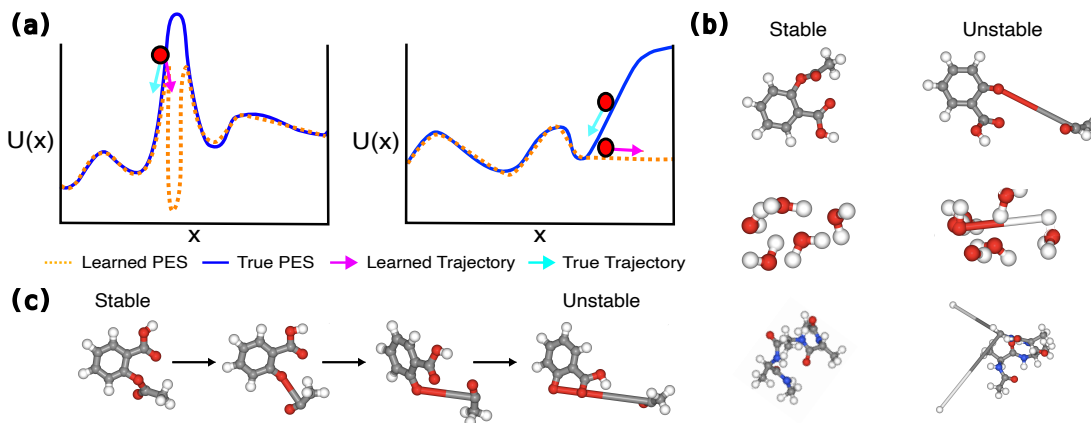 (a)
U(x)
x
U(x)
x
Learned PES
True PES
Learned Trajectory
True Trajectory
(b)
Stable
Unstable
(c)
Stable
Unstable